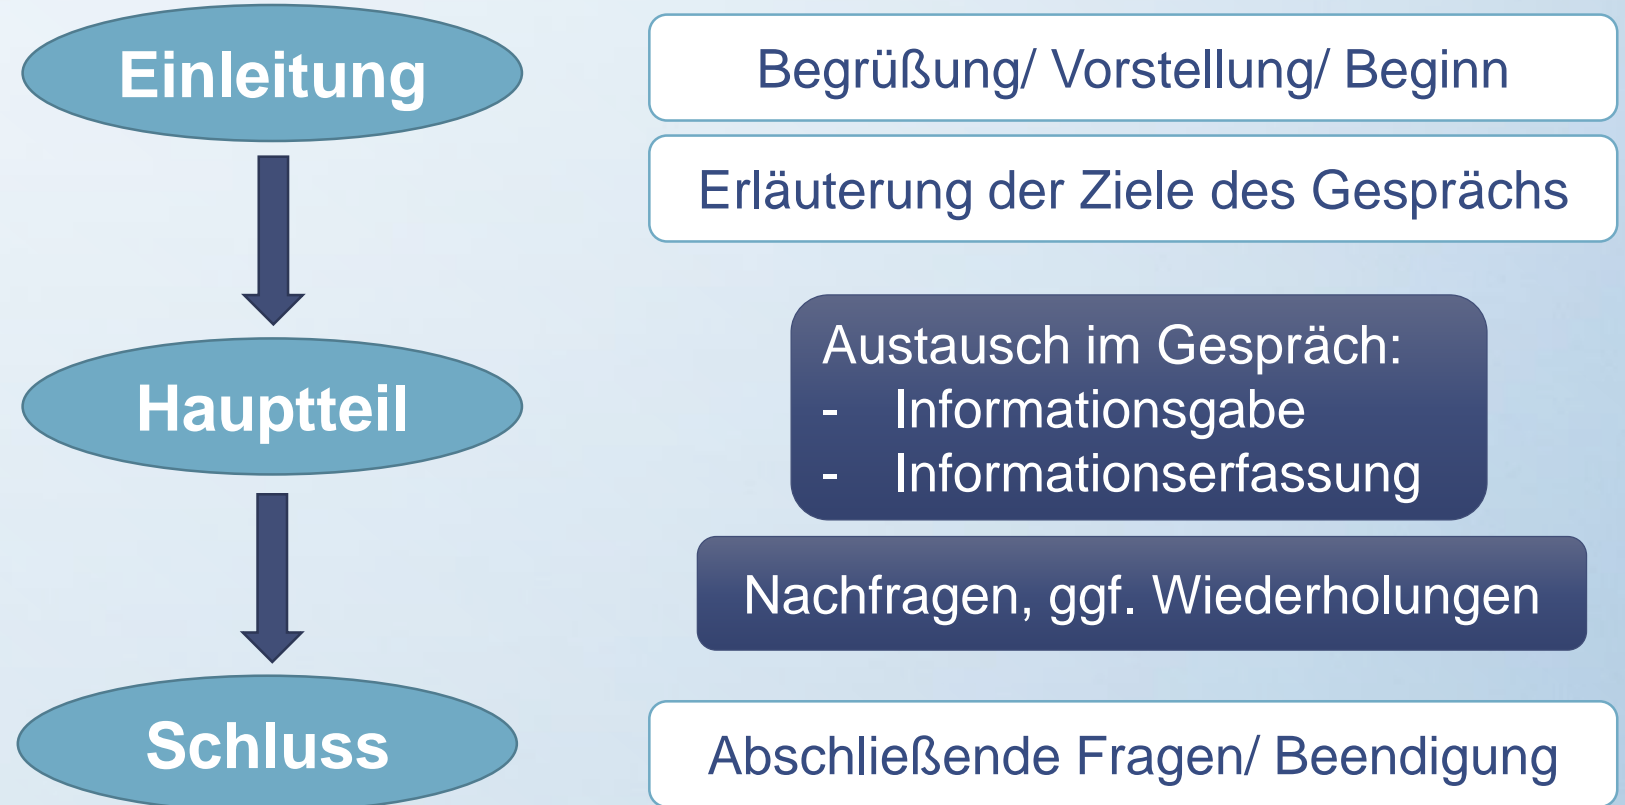 Einleitung
Begrüßung/ Vorstellung/ Beginn
Erläuterung der Ziele des Gesprächs
Hauptteil
Austausch im Gespräch:
- Informationsgabe
- Informationserfassung
Nachfragen, ggf. Wiederholungen
Schluss
Abschließende Fragen/ Beendigung